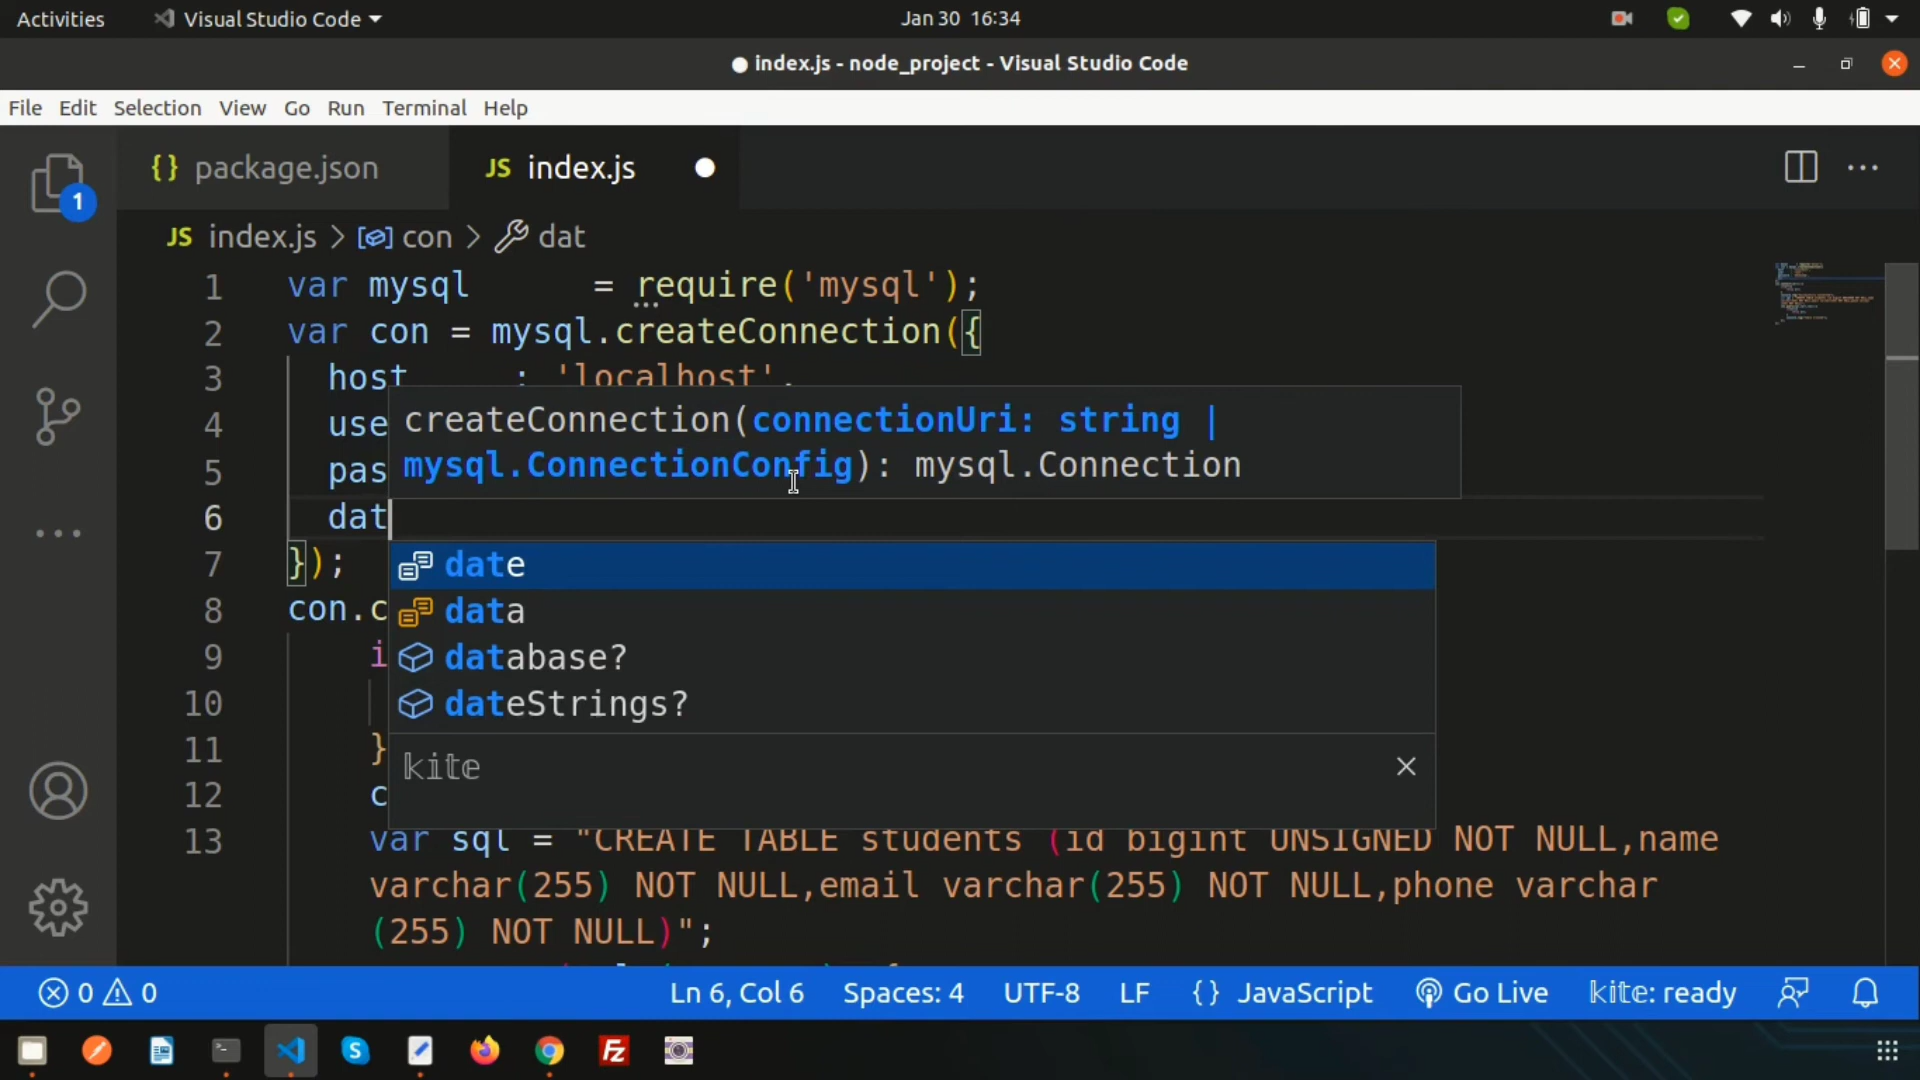 Activities Visual Studio Code Jan 30 16:34
index.js - node_project - Visual Studio Code
File Edit Selection View Go Run Terminal Help
1 {} package.json JS index.js
JS index.js > con > dat
1 var mysql = require('mysql');
2 var con = mysql.createConnection({
3 host : 'localhost',
4 use
createConnection(connectionUri: string |
5 pas
mysql.ConnectionConfig): mysql.Connection
6 dat
7 });
date
8 con.c
data
9 i
database?
10
dateStrings?
11 }
kite
12 c
13 var sql = "CREATE TABLE students (id bigint UNSIGNED NOT NULL,name
varchar(255) NOT NULL,email varchar(255) NOT NULL,phone varchar
(255) NOT NULL)";
0 0 Ln 6, Col 6 Spaces: 4 UTF-8 LF {} JavaScript Go Live kite: ready